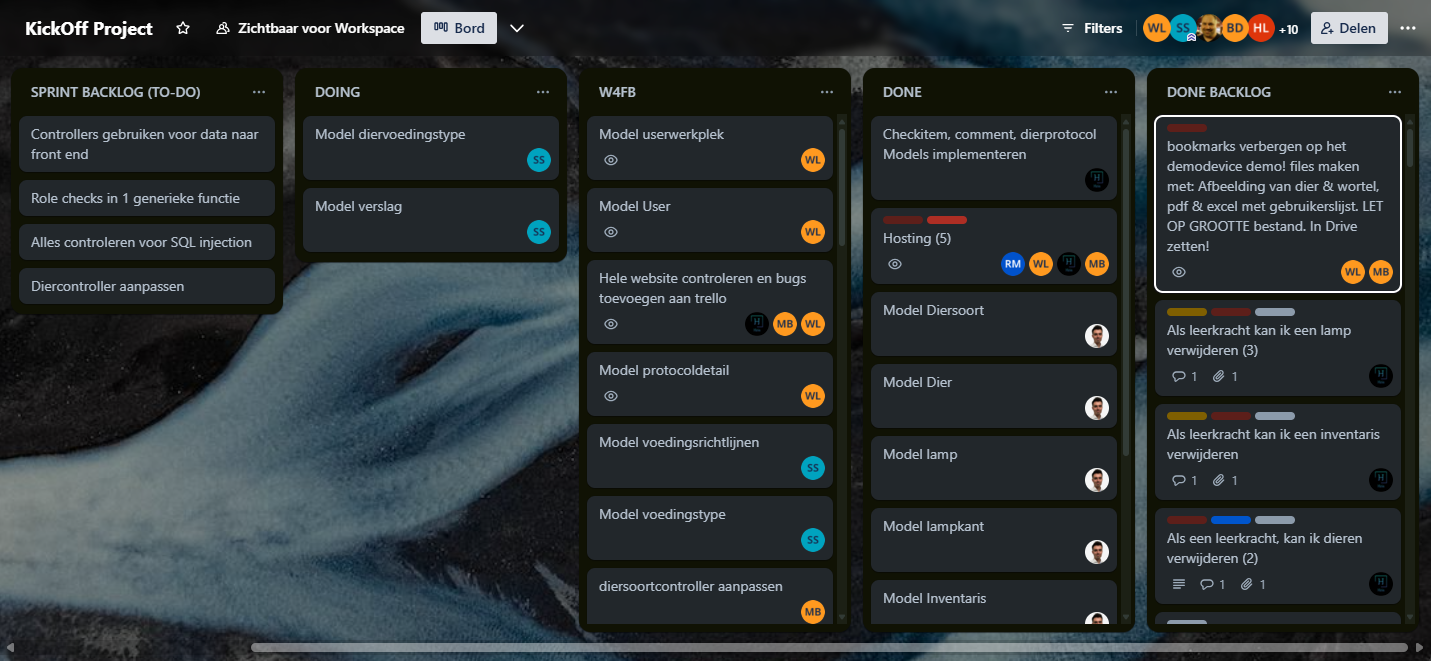 KickOff Project
Zichtbaar voor Workspace
Bord
Filters
WL
SS
BD
HL
+10
Delen
SPRINT BACKLOG (TO-DO)
Controllers gebruiken voor data naar
front end
Role checks in 1 generieke functie
Alles controleren voor SQL injection
Diercontroller aanpassen
DOING
Model diervoedingstype
SS
Model verslag
SS
W4FB
Model userwerkplek
WL
Model User
WL
Hele website controleren en bugs
toevoegen aan trello
MB
WL
Model protocoldetail
WL
Model voedingsrichtlijnen
SS
Model voedingstype
SS
diersoortcontroller aanpassen
MB
DONE
Checkitem, comment, dierprotocol
Models implementeren
Hosting (5)
RM
WL
MB
Model Diersoort
Model Dier
Model lamp
Model lampkant
Model Inventaris
DONE BACKLOG
bookmarks verbergen op het
demodevice demo! files maken
met: Afbeelding van dier & wortel,
pdf & excel met gebruikerslijst. LET
OP GROOTTE bestand. In Drive
zetten!
WL
MB
Als leerkracht kan ik een lamp
verwijderen (3)
1
1
Als leerkracht kan ik een inventaris
verwijderen
1
1
Als een leerkracht, kan ik dieren
verwijderen (2)
1
1